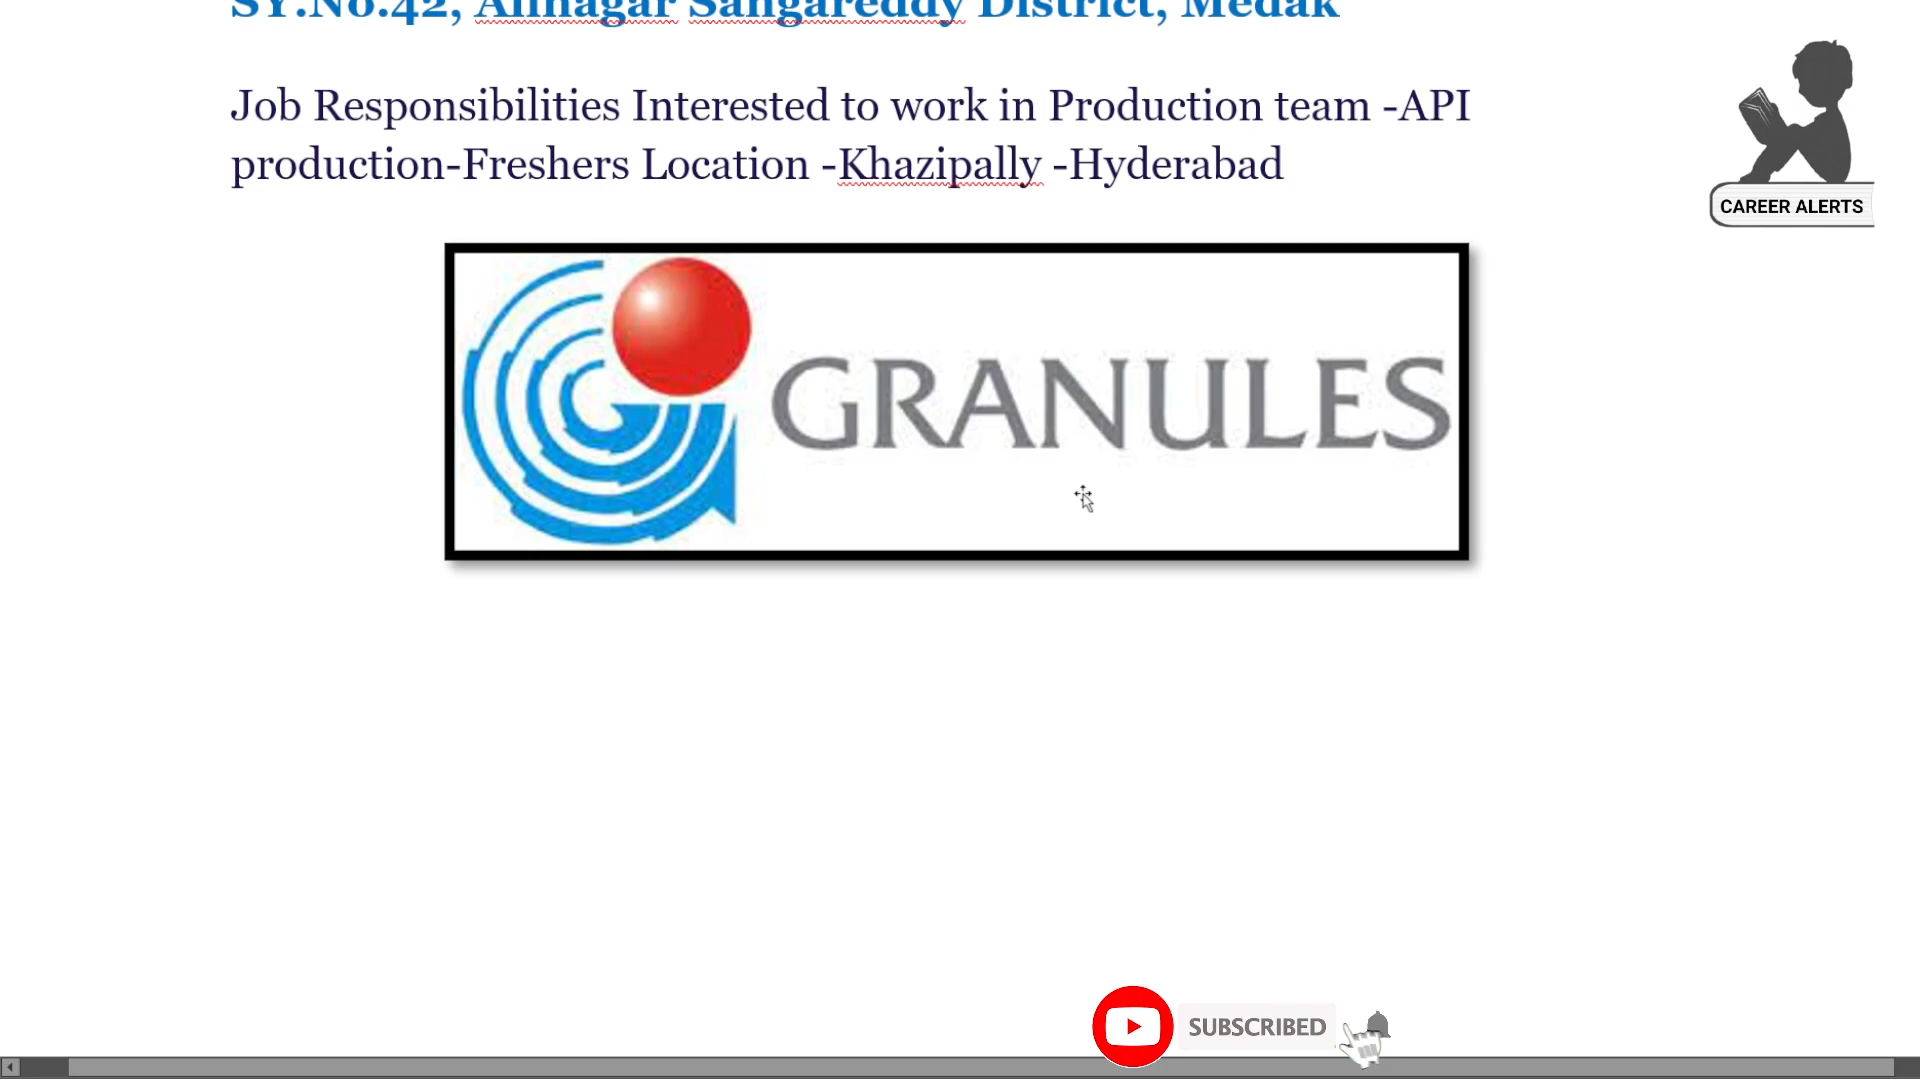 SY.No.42, Alinagar Sangareddy District, Medak
Job Responsibilities Interested to work in Production team -API
production-Freshers Location -Khazipally -Hyderabad
CAREER ALERTS
GRANULES
SUBSCRIBED